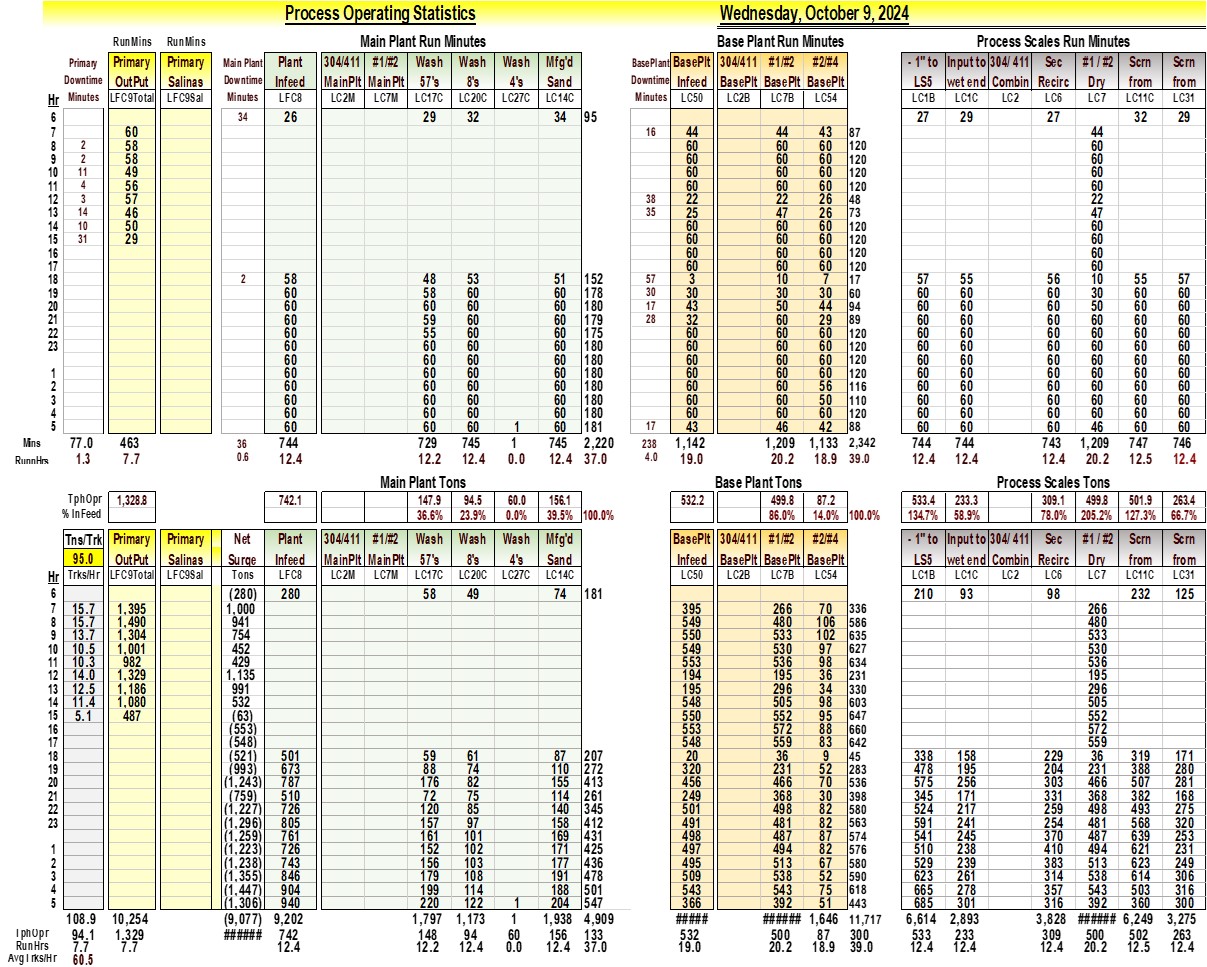 Process Operating Statistics Wednesday, October 9, 2024
RunMins RunMins Main Plant Run Minutes Base Plant Run Minutes Process Scales Run Minutes
Primary Primary Primary Main Plant Plant 304/411 #1/#2 Wash Wash Wash Mfg'd BasePlant BasePlt 304/411 #1/#2 #2/#4 - 1" to Input to 304/ 411 Sec #1 / #2 Scrn Scrn
Downtime OutPut Salinas Downtime Infeed MainPlt MainPlt 57's 8's 4's Sand Downtime Infeed BasePlt BasePlt BasePlt LS5 wet end Combin Recirc Dry from from
Hr Minutes LFC9Total LFC9Sal Minutes LFC8 LC2M LC7M LC17C LC20C LC27C LC14C Minutes LC50 LC2B LC7B LC54 LC1B LC1C LC2 LC6 LC7 LC11C LC31
6 34 26 29 32 34 95 27 29 27 32 29
7 60 16 44 44 43 87 44
8 2 58 60 60 60 120 60
9 2 58 60 60 60 120 60
10 11 49 60 60 60 120 60
11 4 56 60 60 60 120 60
12 3 57 38 22 22 26 48 22
13 14 46 35 25 47 26 73 47
14 10 50 60 60 60 120 60
15 31 29 60 60 60 120 60
16 60 60 60 120 60
17 60 60 60 120 60
18 2 58 48 53 51 152 57 3 10 7 17 57 55 56 10 55 57
19 60 58 60 60 178 30 30 30 30 60 60 60 60 30 60 60
20 60 60 60 60 180 17 43 50 44 94 60 60 60 50 60 60
21 60 59 60 60 179 28 32 60 29 89 60 60 60 60 60 60
22 60 55 60 60 175 60 60 60 120 60 60 60 60 60 60
23 60 60 60 60 180 60 60 60 120 60 60 60 60 60 60
60 60 60 60 180 60 60 60 120 60 60 60 60 60 60
1 60 60 60 60 180 60 60 60 120 60 60 60 60 60 60
2 60 60 60 60 180 60 60 56 116 60 60 60 60 60 60
3 60 60 60 60 180 60 60 50 110 60 60 60 60 60 60
4 60 60 60 60 180 60 60 60 120 60 60 60 60 60 60
5 60 60 60 1 60 181 17 43 46 42 88 60 60 60 46 60 60
Mins 77.0 463 36 744 729 745 1 745 2,220 238 1,142 1,209 1,133 2,342 744 744 743 1,209 747 746
RunnHrs 1.3 7.7 0.6 12.4 12.2 12.4 0.0 12.4 37.0 4.0 19.0 20.2 18.9 39.0 12.4 12.4 12.4 20.2 12.5 12.4
Main Plant Tons Base Plant Tons Process Scales Tons
TphOpr 1,328.8 742.1 147.9 94.5 60.0 156.1 532.2 499.8 87.2 533.4 233.3 309.1 499.8 501.9 263.4
% InFeed 36.6% 23.9% 0.0% 39.5% 100.0% 86.0% 14.0% 100.0% 134.7% 58.9% 78.0% 205.2% 127.3% 66.7%
Tns/Trk Primary Primary Net Plant 304/411 #1/#2 Wash Wash Wash Mfg'd BasePlt 304/411 #1/#2 #2/#4 - 1" to Input to 304/ 411 Sec #1 / #2 Scrn Scrn
95.0 OutPut Salinas Surge Infeed MainPlt MainPlt 57's 8's 4's Sand Infeed BasePlt BasePlt BasePlt LS5 wet end Combin Recirc Dry from from
Hr Trks/Hr LFC9Total LFC9Sal Tons LFC8 LC2M LC7M LC17C LC20C LC27C LC14C LC50 LC2B LC7B LC54 LC1B LC1C LC2 LC6 LC7 LC11C LC31
6 (280) 280 58 49 74 181 210 93 98 232 125
7 15.7 1,395 1,000 395 266 70 336 266
8 15.7 1,490 941 549 480 106 586 480
9 13.7 1,304 754 550 533 102 635 533
10 10.5 1,001 452 549 530 97 627 530
11 10.3 982 429 553 536 98 634 536
12 14.0 1,329 1,135 194 195 36 231 195
13 12.5 1,186 991 195 296 34 330 296
14 11.4 1,080 532 548 505 98 603 505
15 5.1 487 (63) 550 552 95 647 552
16 (553) 553 572 88 660 572
17 (548) 548 559 83 642 559
18 (521) 501 59 61 87 207 20 36 9 45 338 158 229 36 319 171
19 (993) 673 88 74 110 272 320 231 52 283 478 195 204 231 388 280
20 (1,243) 787 176 82 155 413 456 466 70 536 575 256 303 466 507 281
21 (759) 510 72 75 114 261 249 368 30 398 345 171 331 368 382 168
22 (1,227) 726 120 85 140 345 501 498 82 580 524 217 259 498 493 275
23 (1,296) 805 157 97 158 412 491 481 82 563 591 241 254 481 568 320
(1,259) 761 161 101 169 431 498 487 87 574 541 245 370 487 639 253
1 (1,223) 726 152 102 171 425 497 494 82 576 510 238 410 494 621 231
2 (1,238) 743 156 103 177 436 495 513 67 580 529 239 383 513 623 249
3 (1,355) 846 179 108 191 478 509 538 52 590 623 261 314 538 614 306
4 (1,447) 904 199 114 188 501 543 543 75 618 665 278 357 543 503 316
5 (1,306) 940 220 122 1 204 547 366 392 51 443 685 301 316 392 360 300
108.9 10,254 (9,077) 9,202 1,797 1,173 1 1,938 4,909 ##### ###### 1,646 11,717 6,614 2,893 3,828 ###### 6,249 3,275
TphOpr 94.1 1,329 ###### 742 148 94 60 156 133 532 500 87 300 533 233 309 500 502 263
RunHrs 7.7 7.7 12.4 12.2 12.4 0.0 12.4 37.0 19.0 20.2 18.9 39.0 12.4 12.4 12.4 20.2 12.5 12.4
AvgTrks/Hr 60.5